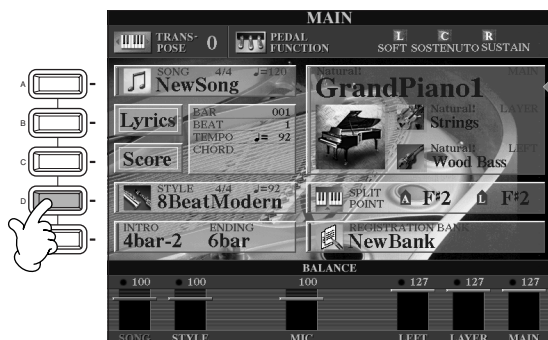 MAIN
TRANS-
POSE 0
PEDAL
FUNCTION
L C R
SOFT SOSTENUTO SUSTAIN
A
B
C
D
SONG 4/4 ♩=120
NewSong
Lyrics
Score
BAR 001
BEAT 1
TEMPO ♩= 92
CHORD
STYLE 4/4 ♩=92
8BeatModern
INTRO ENDING
4bar-2 6bar
Natural! MAIN
GrandPiano1
Natural! LAYER
Strings
Natural! LEFT
Wood Bass
SPLIT
POINT A F♯2 L F♯2
REGISTRATION BANK
NewBank
BALANCE
100 100 100 127 127 127
SONG STYLE MIC LEFT LAYER MAIN